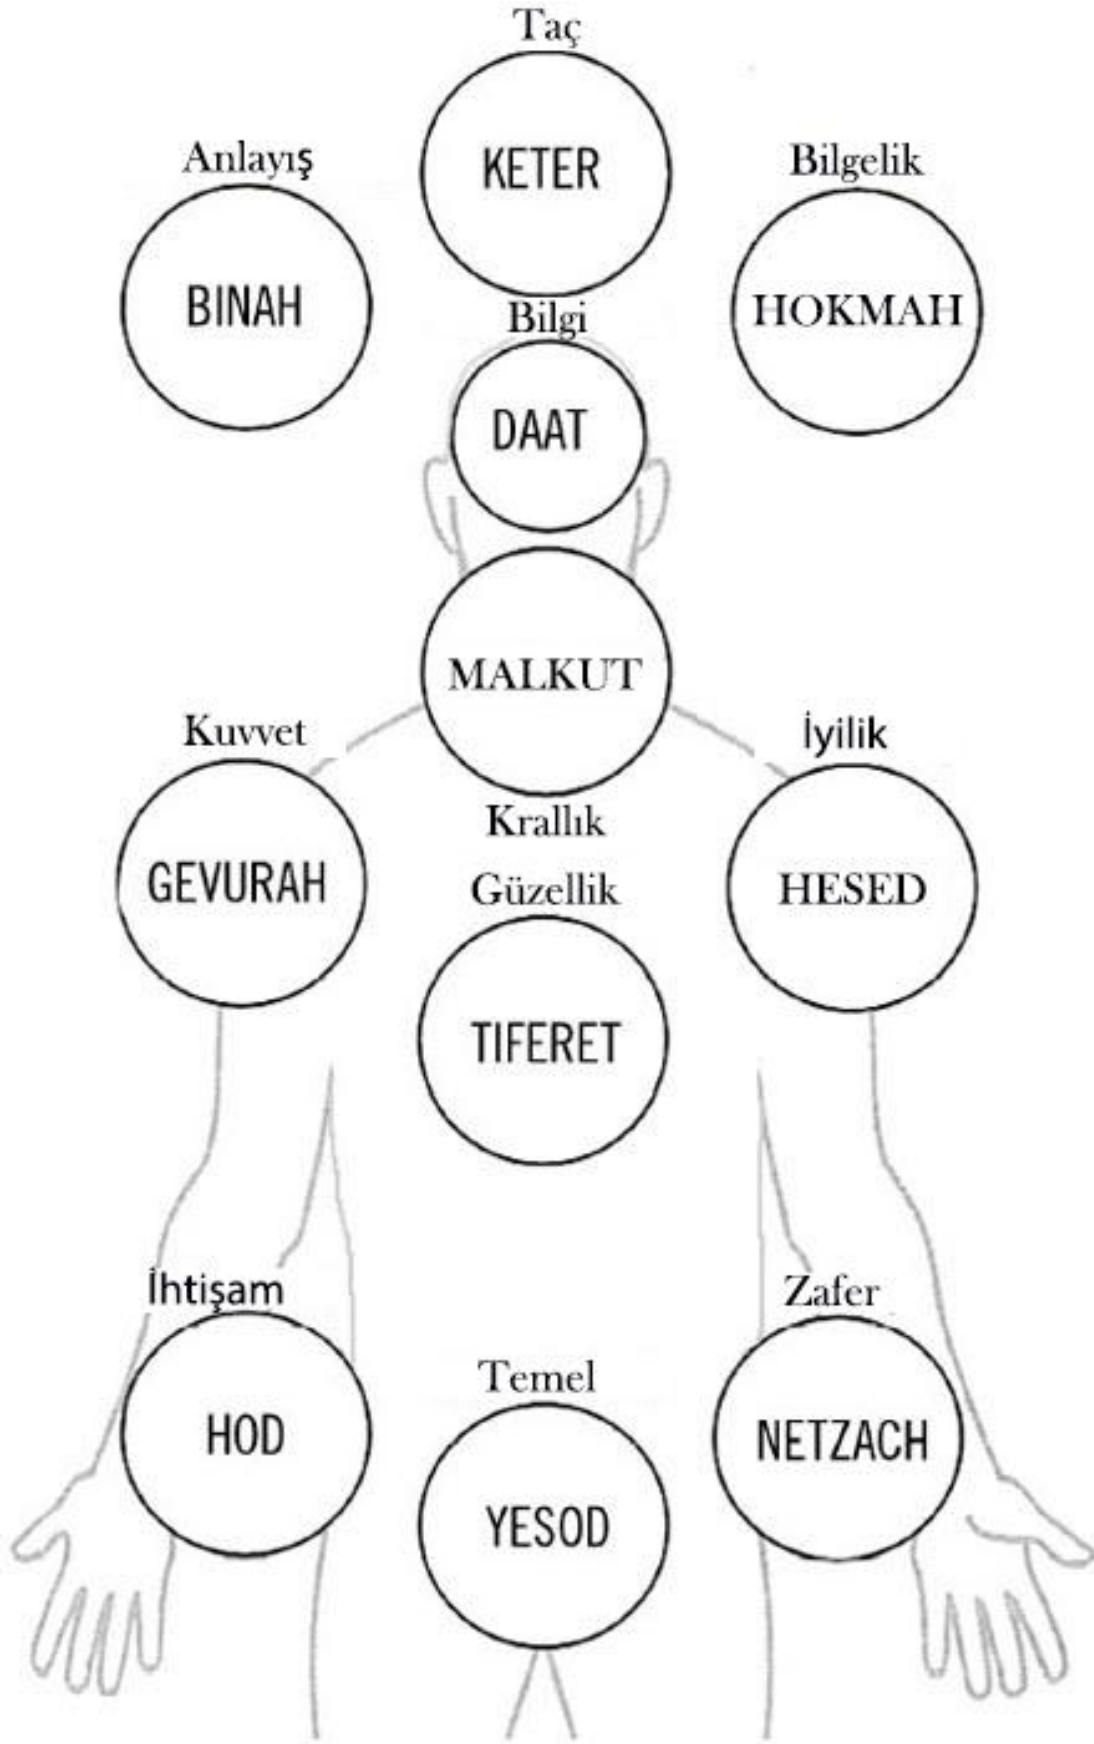 Taç
KETER
Anlayış
BINAH
Bilgelik
HOKMAH
Bilgi
DAAT
MALKUT
Krallık
Kuvvet
GEVURAH
İyilik
HESED
Güzellik
TIFERET
İhtişam
HOD
Zafer
NETZACH
Temel
YESOD